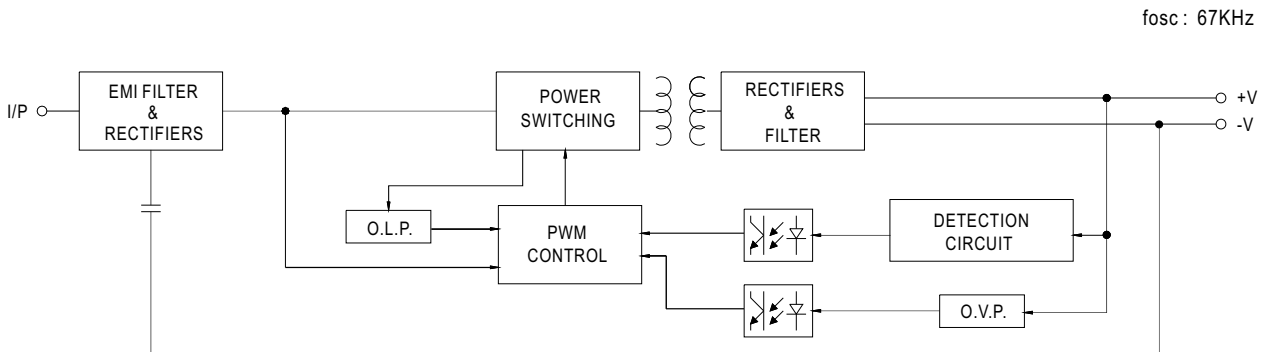 fosc : 67KHz
I/P
EMI FILTER
&
RECTIFIERS
POWER
SWITCHING
RECTIFIERS
&
FILTER
+V
-V
O.L.P.
PWM
CONTROL
DETECTION
CIRCUIT
O.V.P.